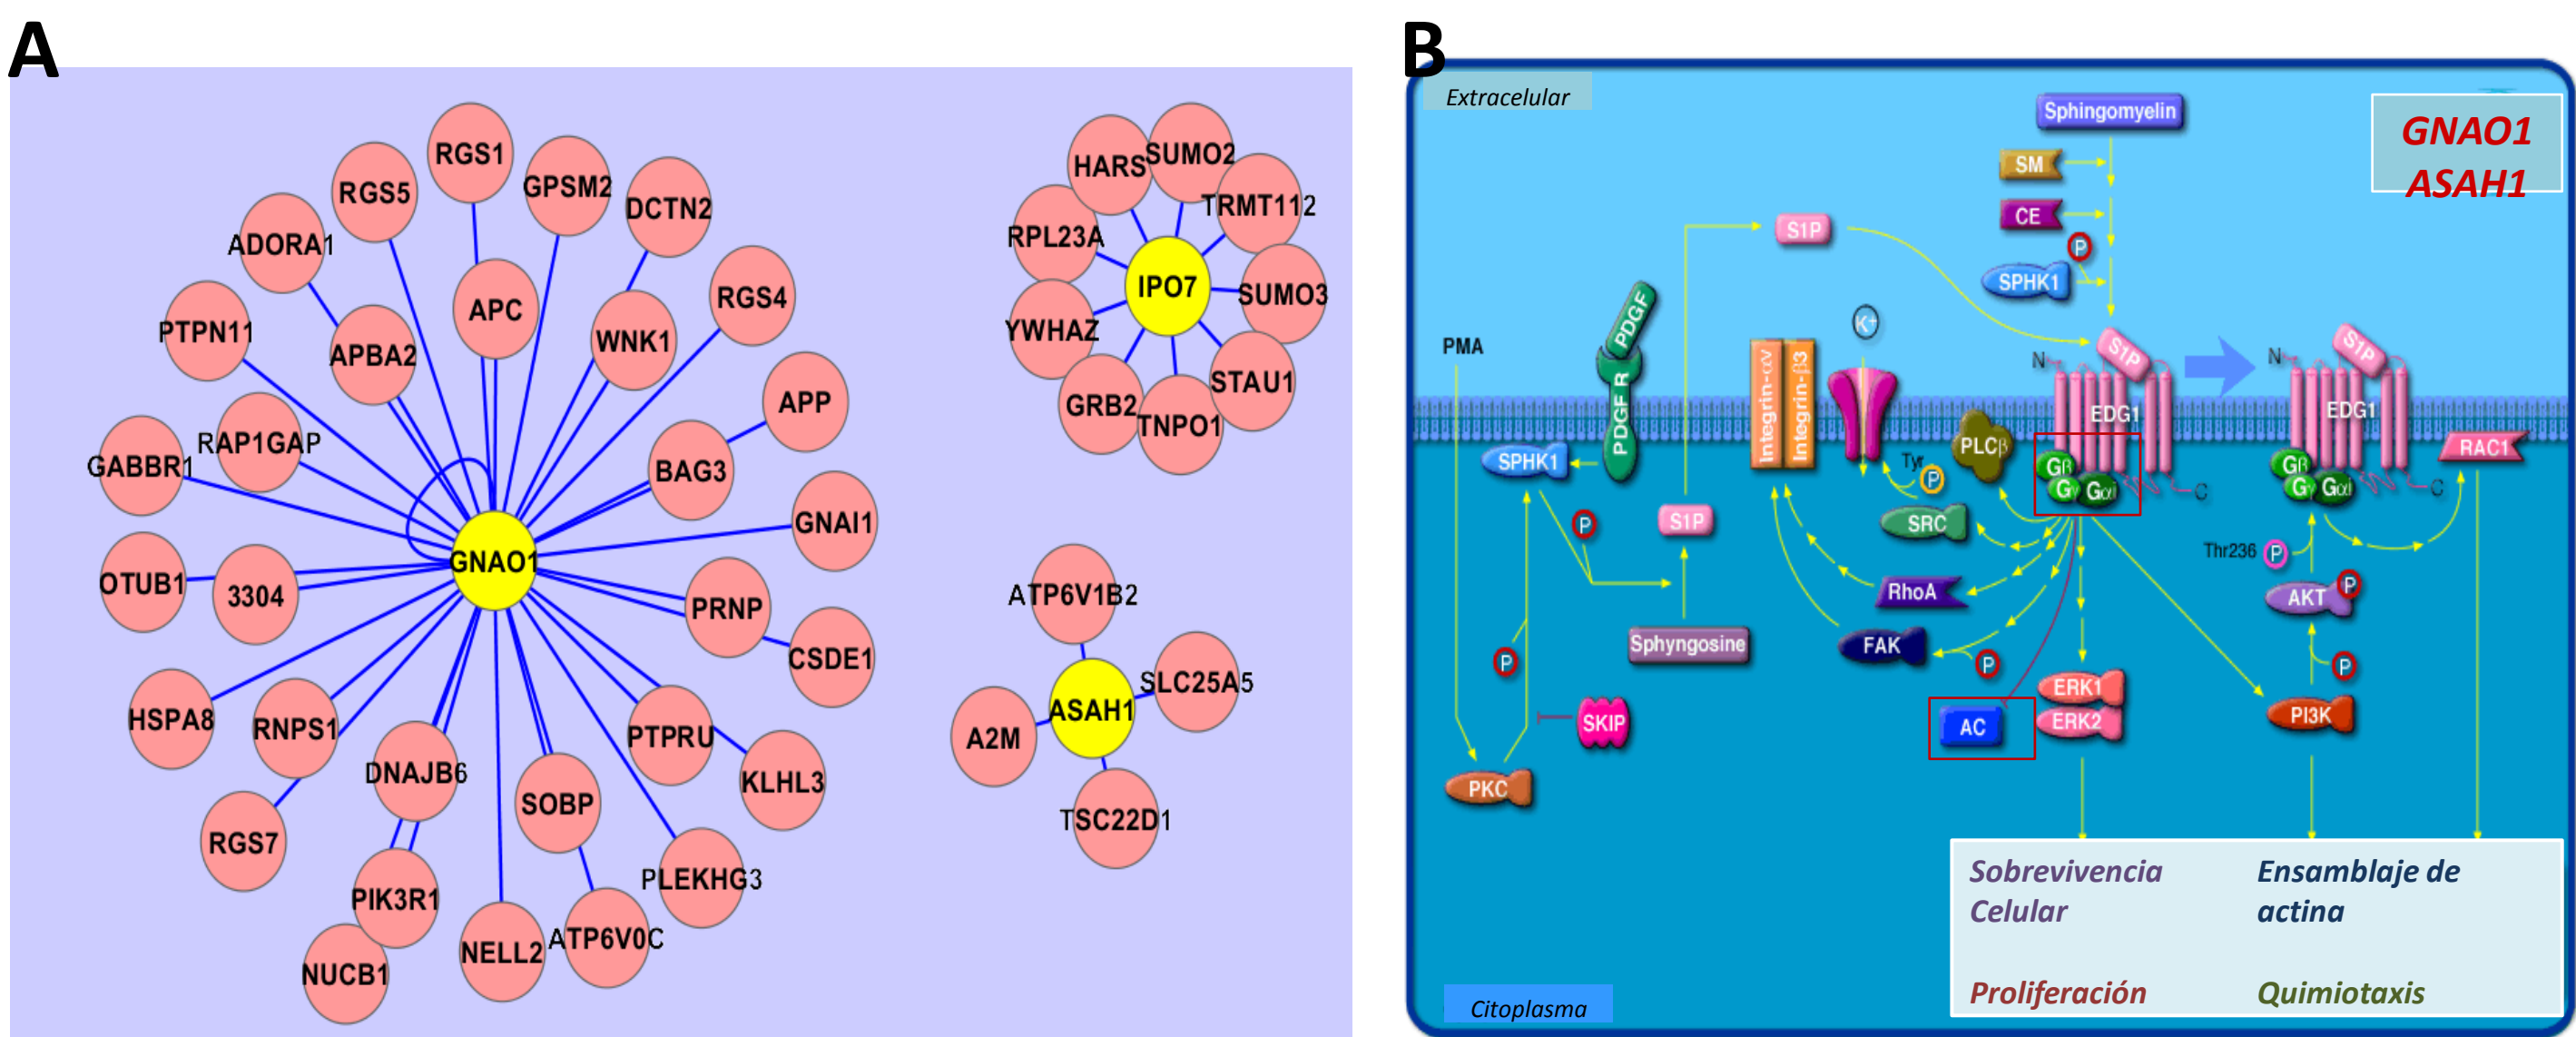 A
RGS1
GPSM2
RGS5
DCTN2
ADORA1
RGS4
APC
PTPN11
WNK1
APBA2
APP
RAP1GAP
GABBR1
BAG3
GNAI1
GNAO1
OTUB1
3304
PRNP
CSDE1
HSPA8
RNPS1
PTPRU
DNAJB6
KLHL3
SOBP
RGS7
PLEKHG3
PIK3R1
ATP6V0C
NELL2
NUCB1
HARS
SUMO2
TRMT112
RPL23A
IPO7
SUMO3
YWHAZ
STAU1
GRB2
TNPO1
ATP6V1B2
SLC25A5
ASAH1
A2M
TSC22D1
B
Extracelular
Sphingomyelin
GNAO1
ASAH1
SM
CE
P
SPHK1
S1P
K+
PDGF
PDGF R
PMA
Integrin-αv
Integrin-β3
N
S1P
EDG1
C
N
S1P
EDG1
C
RAC1
PLCβ
Gβ
Gγ
Gαi
Gβ
Gγ
Gαi
SPHK1
Tyr
P
SRC
S1P
P
Thr236
P
RhoA
AKT
P
Sphyngosine
FAK
P
P
P
ERK1
ERK2
PI3K
AC
SKIP
PKC
Sobrevivencia
Celular
Ensamblaje de
actina
Proliferación
Quimiotaxis
Citoplasma